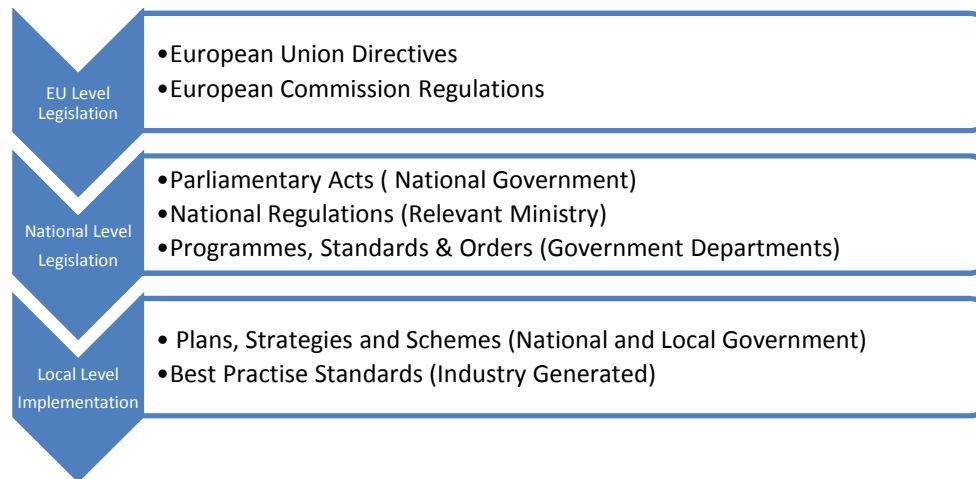 EU Level
Legislation
•European Union Directives
•European Commission Regulations
National Level
Legislation
•Parliamentary Acts ( National Government)
•National Regulations (Relevant Ministry)
•Programmes, Standards & Orders (Government Departments)
Local Level
Implementation
• Plans, Strategies and Schemes (National and Local Government)
•Best Practise Standards (Industry Generated)